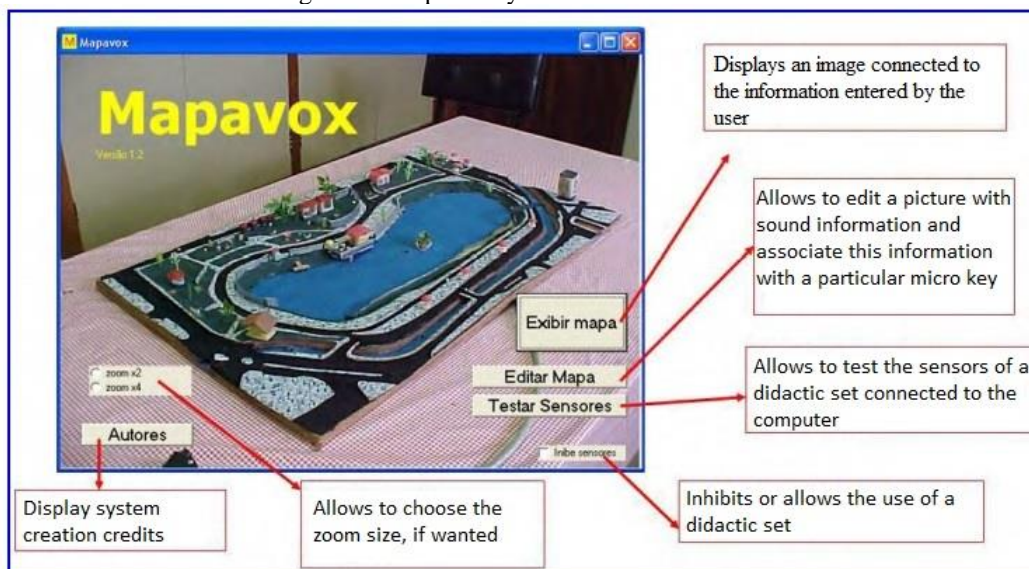 Mapavox
Mapavox
Versão 1.2
Displays an image connected to
the information entered by the
user
Allows to edit a picture with
sound information and
associate this information
with a particular micro key
Exibir mapa
zoom x2
zoom x4
Editar Mapa
Testar Sensores
Allows to test the sensors of a
didactic set connected to the
computer
Autores
Inibe sensores
Display system
creation credits
Allows to choose the
zoom size, if wanted
Inhibits or allows the use of a
didactic set